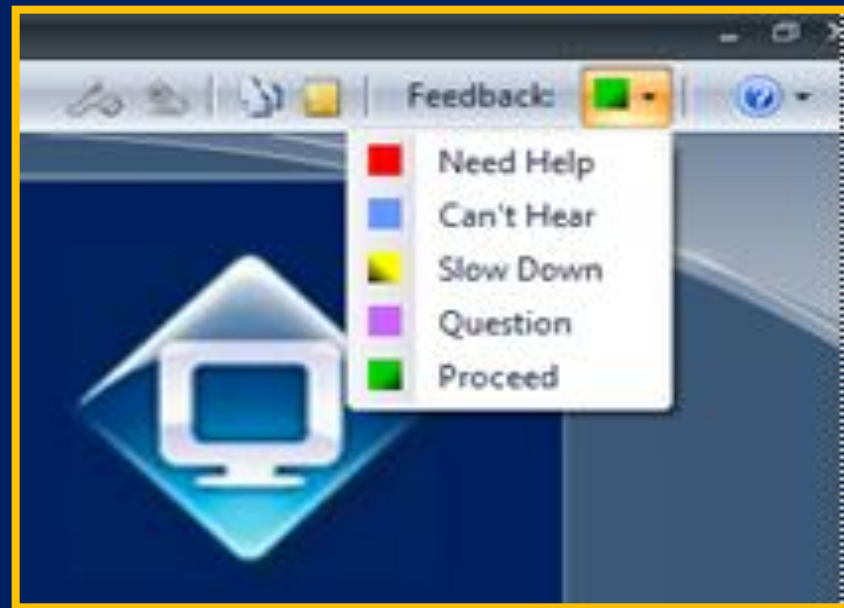 Feedback:
Need Help
Can't Hear
Slow Down
Question
Proceed